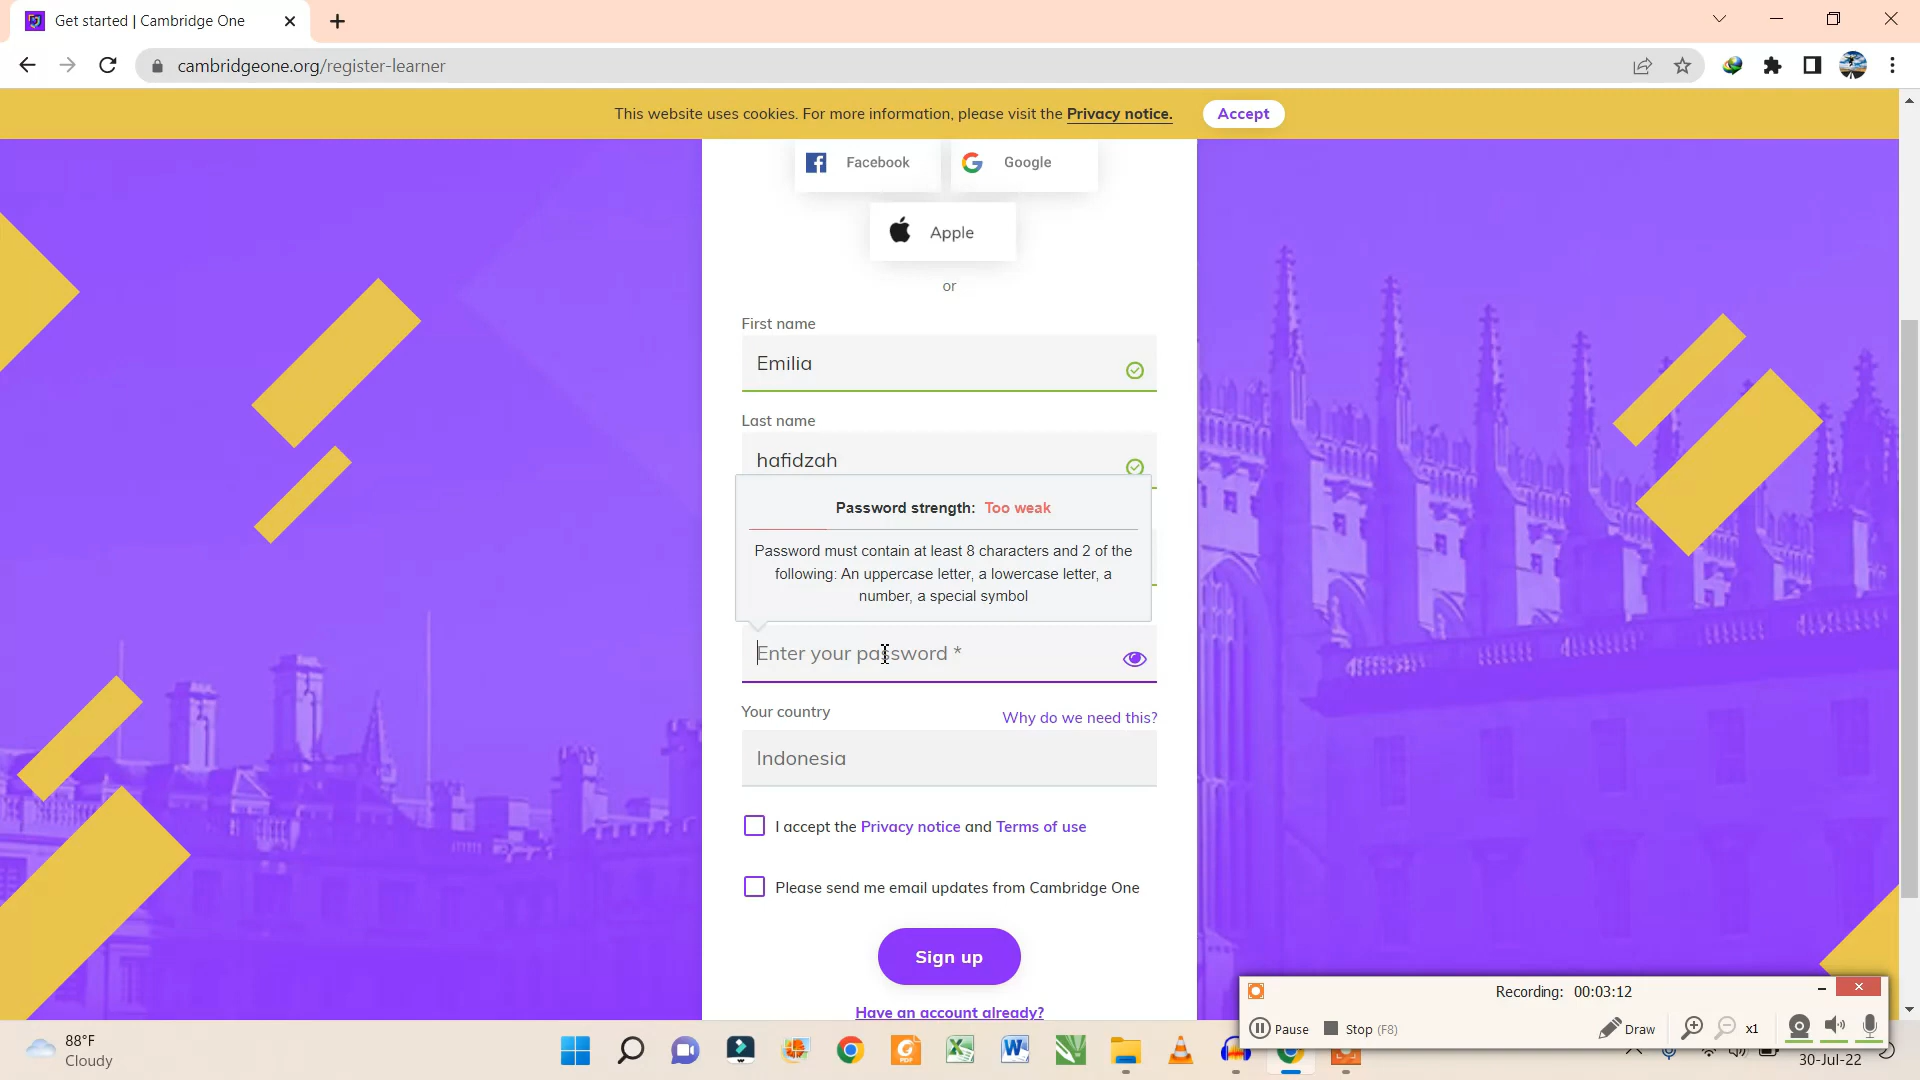 Get started | Cambridge One
cambridgeone.org/register-learner
This website uses cookies. For more information, please visit the Privacy notice. Accept
Facebook Google
Apple
or
First name
Emilia
Last name
hafidzah
Password strength: Too weak
Password must contain at least 8 characters and 2 of the
following: An uppercase letter, a lowercase letter, a
number, a special symbol
Enter your password *
Your country Why do we need this?
Indonesia
I accept the Privacy notice and Terms of use
Please send me email updates from Cambridge One
Sign up
Have an account already?
Recording: 00:03:12
Pause Stop (F8) Draw x1
88°F
Cloudy
30-Jul-22